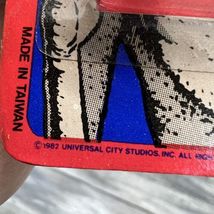 MADE IN TAIWAN
©1982 UNIVERSAL CITY STUDIOS, INC. ALL